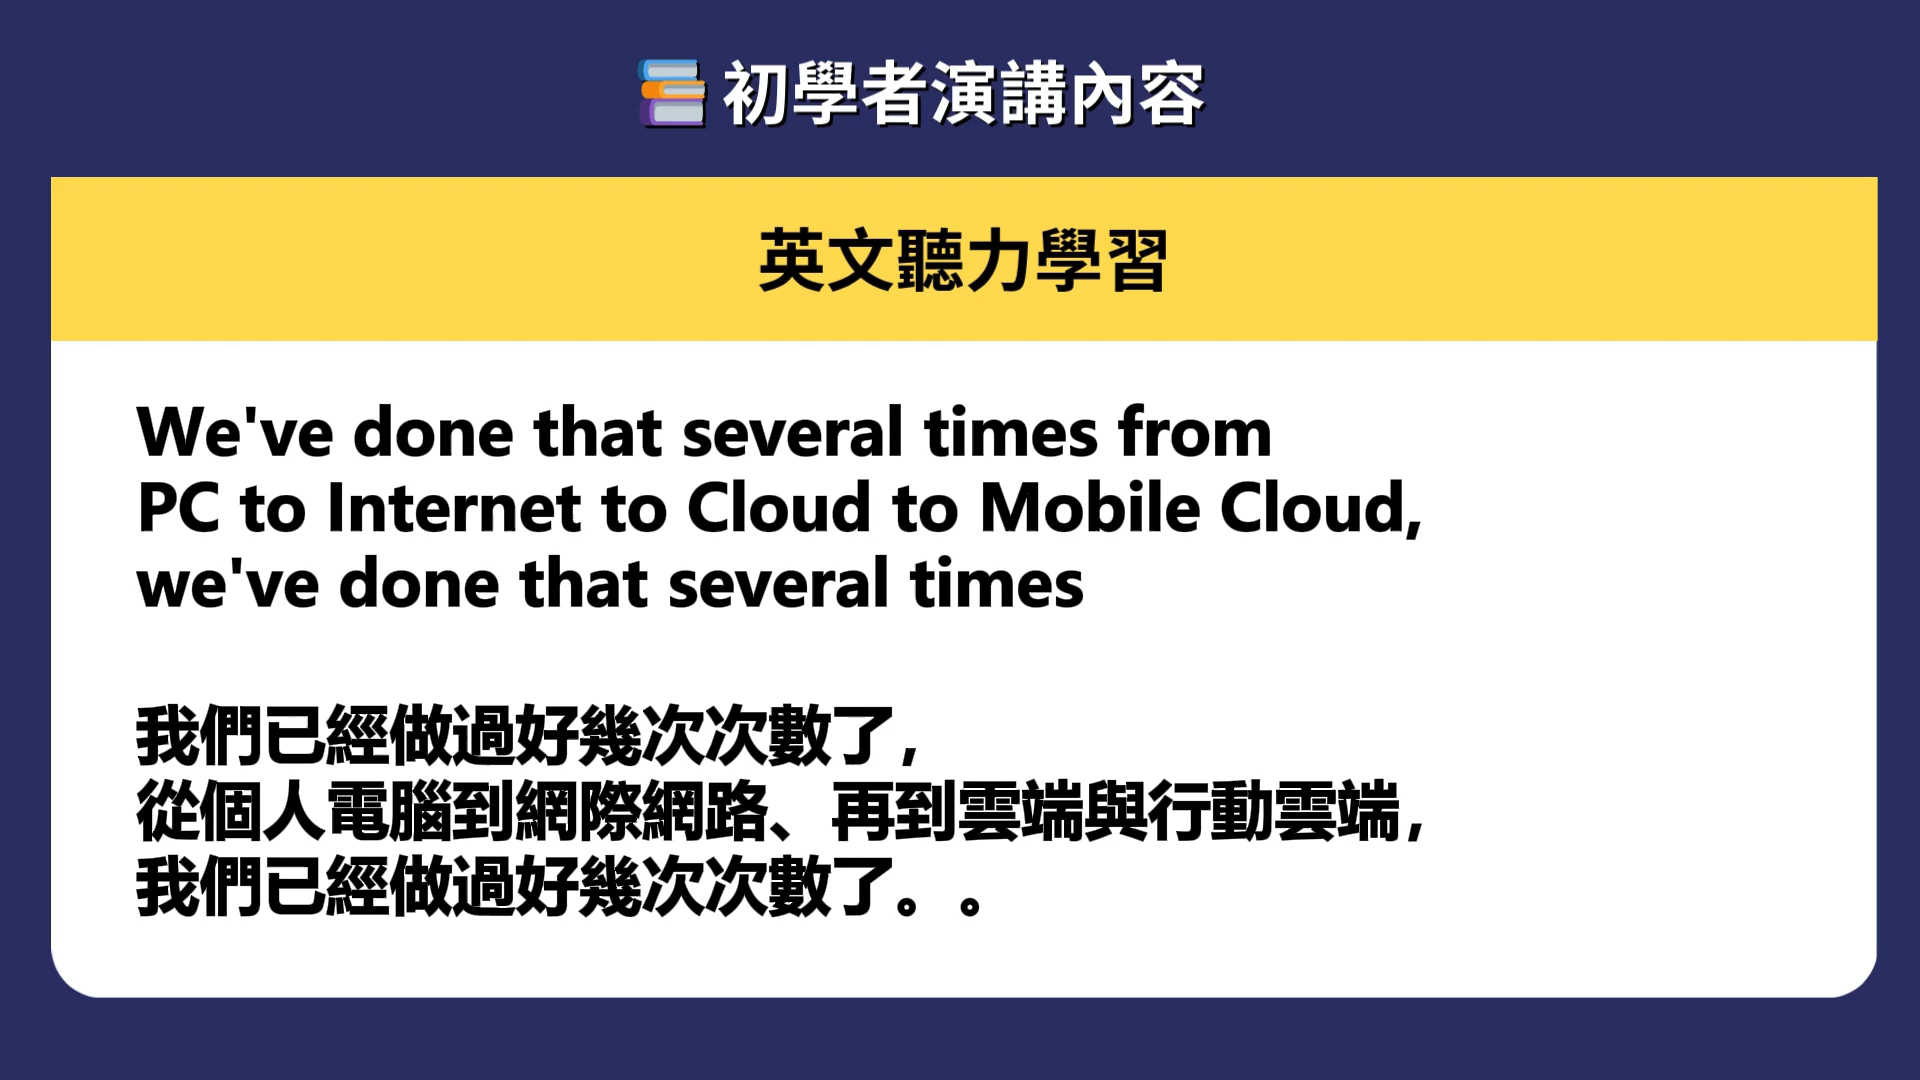 初學者演講內容
英文聽力學習
We've done that several times from
PC to Internet to Cloud to Mobile Cloud,
we've done that several times
我們已經做過好幾次次數了，
從個人電腦到網際網路、再到雲端與行動雲端，
我們已經做過好幾次次數了。。